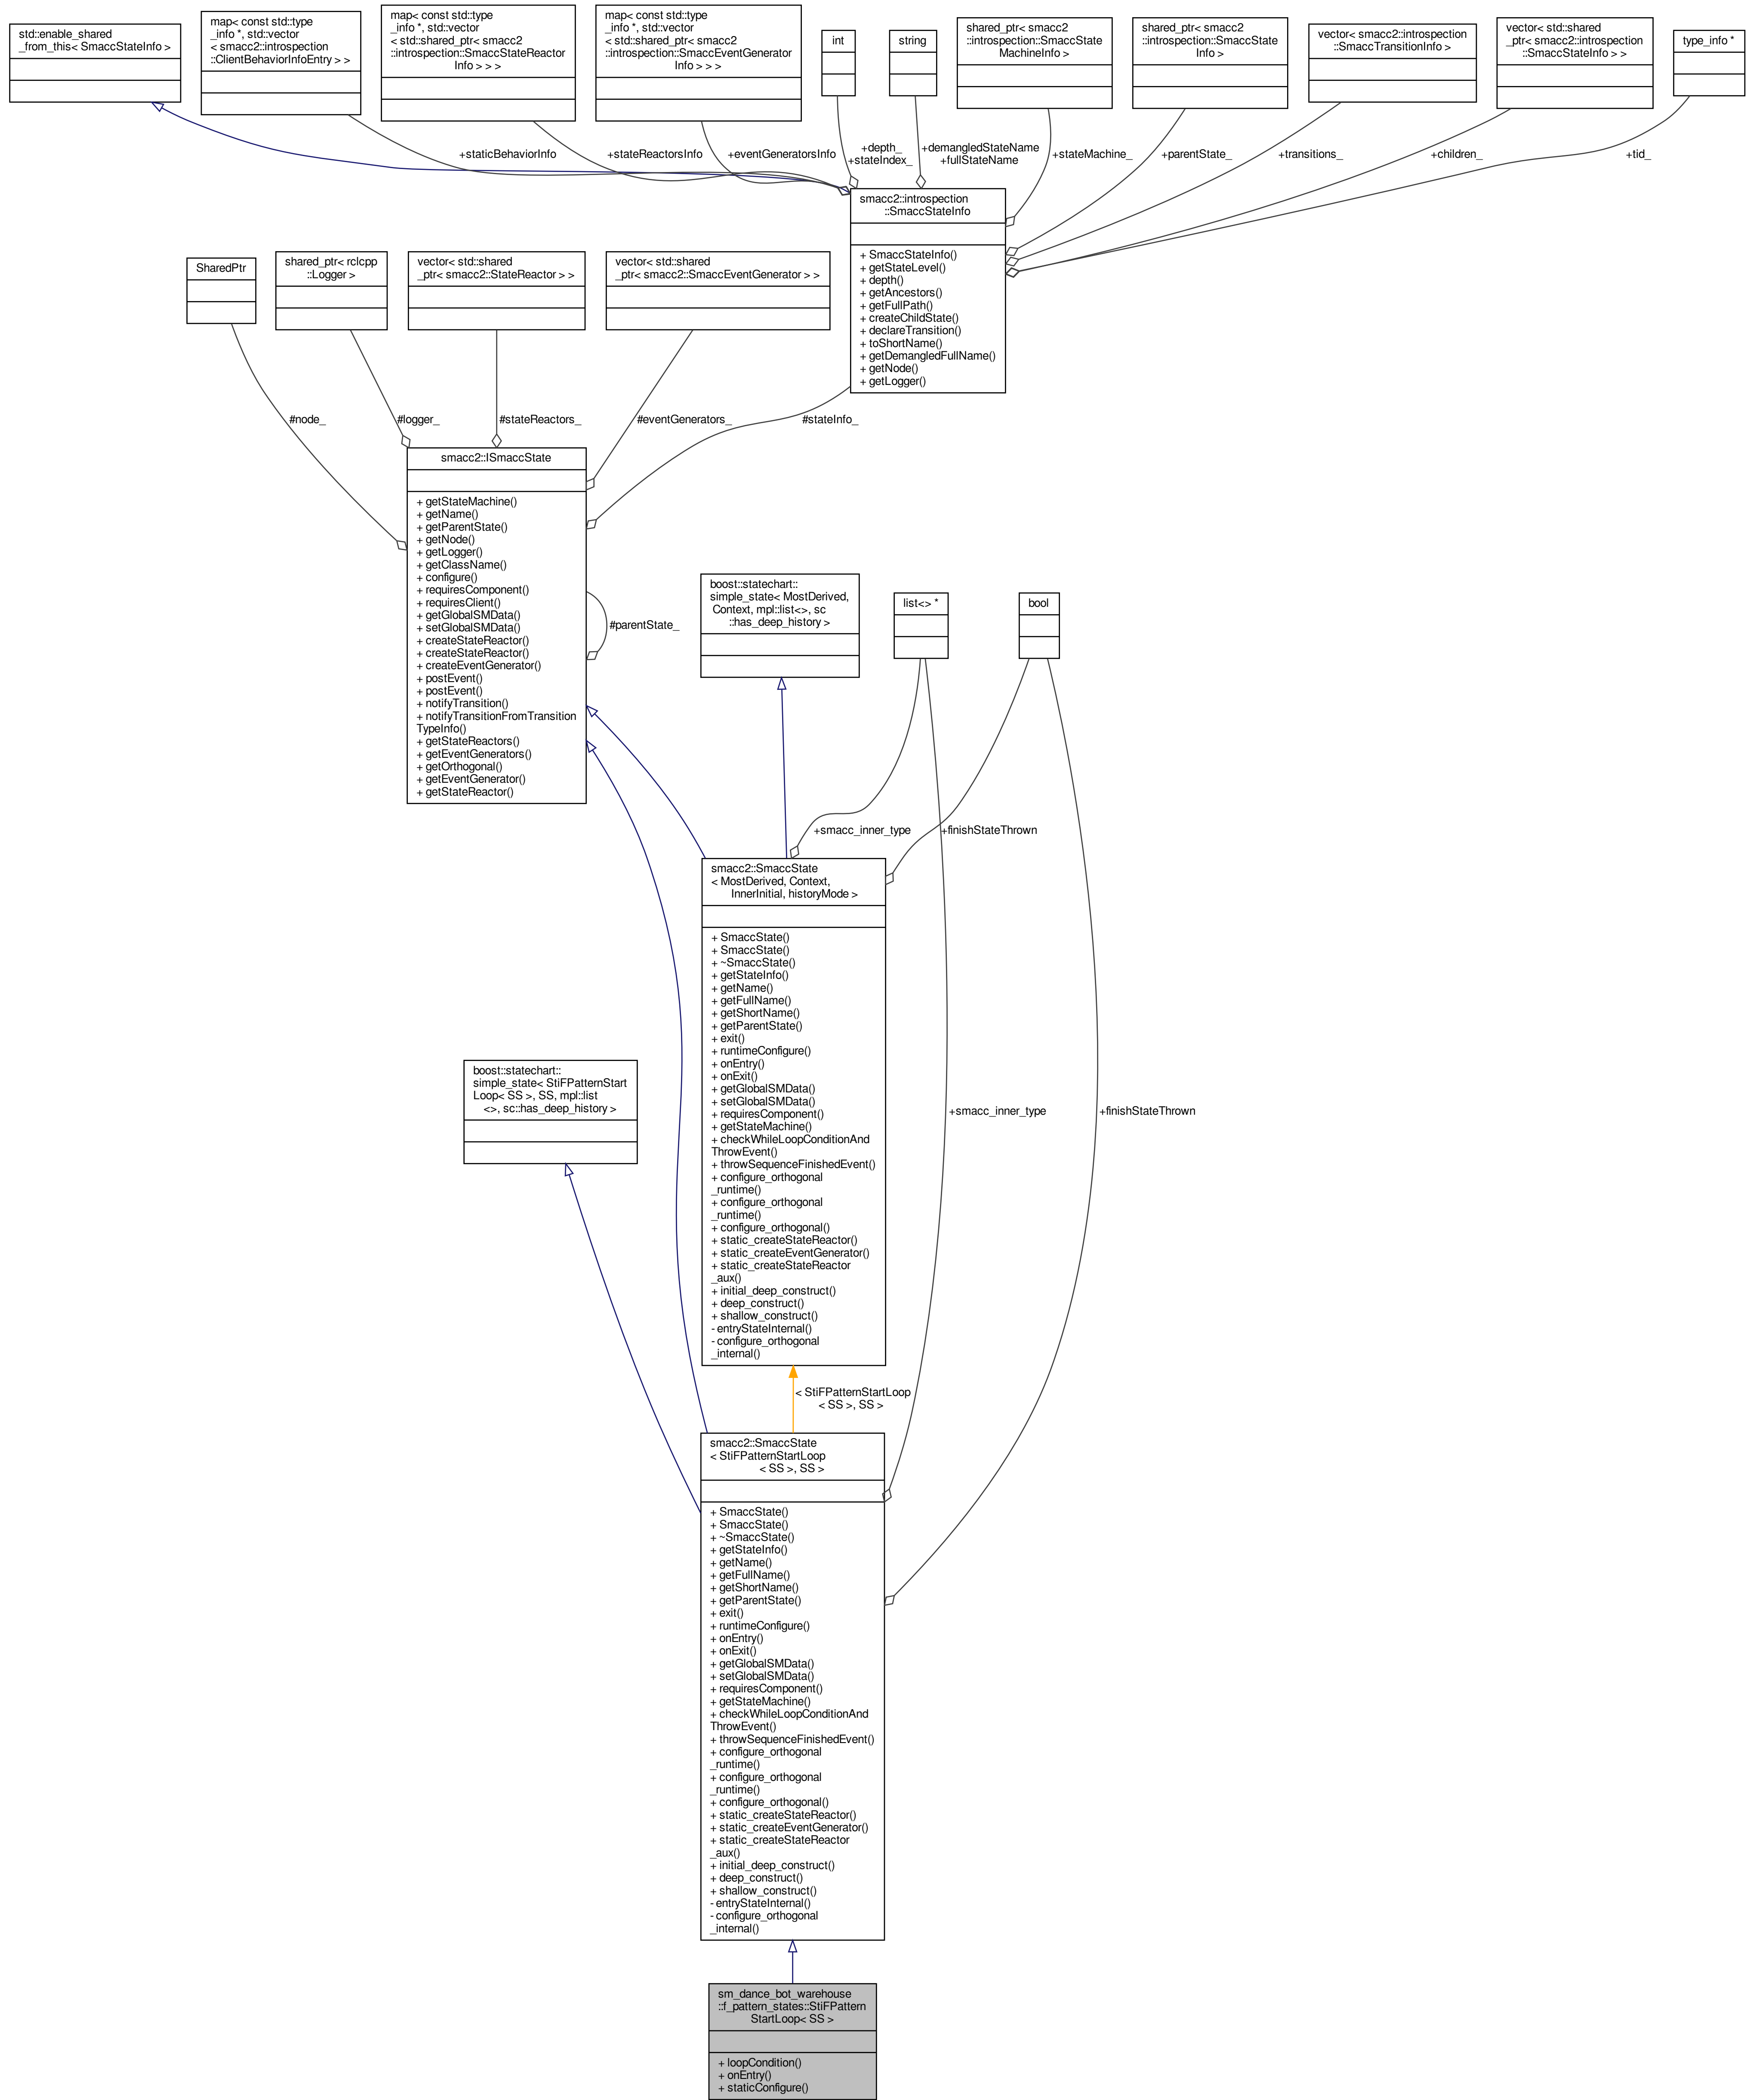 std::enable_shared
_from_this< SmaccStateInfo >
map< const std::type
_info *, std::vector
< smacc2::introspection
::ClientBehaviorInfoEntry > >
map< const std::type
_info *, std::vector
< std::shared_ptr< smacc2
::introspection::SmaccStateReactor
Info > > >
map< const std::type
_info *, std::vector
< std::shared_ptr< smacc2
::introspection::SmaccEventGenerator
Info > > >
int
string
shared_ptr< smacc2
::introspection::SmaccState
MachineInfo >
shared_ptr< smacc2
::introspection::SmaccState
Info >
vector< smacc2::introspection
::SmaccTransitionInfo >
vector< std::shared
_ptr< smacc2::introspection
::SmaccStateInfo > >
type_info *
+staticBehaviorInfo
+stateReactorsInfo
+eventGeneratorsInfo
+depth_
+stateIndex_
+demangledStateName
+fullStateName
+stateMachine_
+parentState_
+transitions_
+children_
+tid_
smacc2::introspection
::SmaccStateInfo
+ SmaccStateInfo()
+ getStateLevel()
+ depth()
+ getAncestors()
+ getFullPath()
+ createChildState()
+ declareTransition()
+ toShortName()
+ getDemangledFullName()
+ getNode()
+ getLogger()
SharedPtr
shared_ptr< rclcpp
::Logger >
vector< std::shared
_ptr< smacc2::StateReactor > >
vector< std::shared
_ptr< smacc2::SmaccEventGenerator > >
#node_
#logger_
#stateReactors_
#eventGenerators_
#stateInfo_
smacc2::ISmaccState
+ getStateMachine()
+ getName()
+ getParentState()
+ getNode()
+ getLogger()
+ getClassName()
+ configure()
+ requiresComponent()
+ requiresClient()
+ getGlobalSMData()
+ setGlobalSMData()
+ createStateReactor()
+ createStateReactor()
+ createEventGenerator()
+ postEvent()
+ postEvent()
+ notifyTransition()
+ notifyTransitionFromTransition
TypeInfo()
+ getStateReactors()
+ getEventGenerators()
+ getOrthogonal()
+ getEventGenerator()
+ getStateReactor()
#parentState_
boost::statechart::
simple_state< MostDerived,
Context, mpl::list<>, sc
::has_deep_history >
list<> *
bool
+smacc_inner_type
+finishStateThrown
smacc2::SmaccState
< MostDerived, Context,
InnerInitial, historyMode >
+ SmaccState()
+ SmaccState()
+ ~SmaccState()
+ getStateInfo()
+ getName()
+ getFullName()
+ getShortName()
+ getParentState()
+ exit()
+ runtimeConfigure()
+ onEntry()
+ onExit()
+ getGlobalSMData()
+ setGlobalSMData()
+ requiresComponent()
+ getStateMachine()
+ checkWhileLoopConditionAnd
ThrowEvent()
+ throwSequenceFinishedEvent()
+ configure_orthogonal
_runtime()
+ configure_orthogonal
_runtime()
+ configure_orthogonal()
+ static_createStateReactor()
+ static_createEventGenerator()
+ static_createStateReactor
_aux()
+ initial_deep_construct()
+ deep_construct()
+ shallow_construct()
- entryStateInternal()
- configure_orthogonal
_internal()
boost::statechart::
simple_state< StiFPatternStart
Loop< SS >, SS, mpl::list
<>, sc::has_deep_history >
+smacc_inner_type
+finishStateThrown
< StiFPatternStartLoop
< SS >, SS >
smacc2::SmaccState
< StiFPatternStartLoop
< SS >, SS >
+ SmaccState()
+ SmaccState()
+ ~SmaccState()
+ getStateInfo()
+ getName()
+ getFullName()
+ getShortName()
+ getParentState()
+ exit()
+ runtimeConfigure()
+ onEntry()
+ onExit()
+ getGlobalSMData()
+ setGlobalSMData()
+ requiresComponent()
+ getStateMachine()
+ checkWhileLoopConditionAnd
ThrowEvent()
+ throwSequenceFinishedEvent()
+ configure_orthogonal
_runtime()
+ configure_orthogonal
_runtime()
+ configure_orthogonal()
+ static_createStateReactor()
+ static_createEventGenerator()
+ static_createStateReactor
_aux()
+ initial_deep_construct()
+ deep_construct()
+ shallow_construct()
- entryStateInternal()
- configure_orthogonal
_internal()
sm_dance_bot_warehouse
::f_pattern_states::StiFPattern
StartLoop< SS >
+ loopCondition()
+ onEntry()
+ staticConfigure()